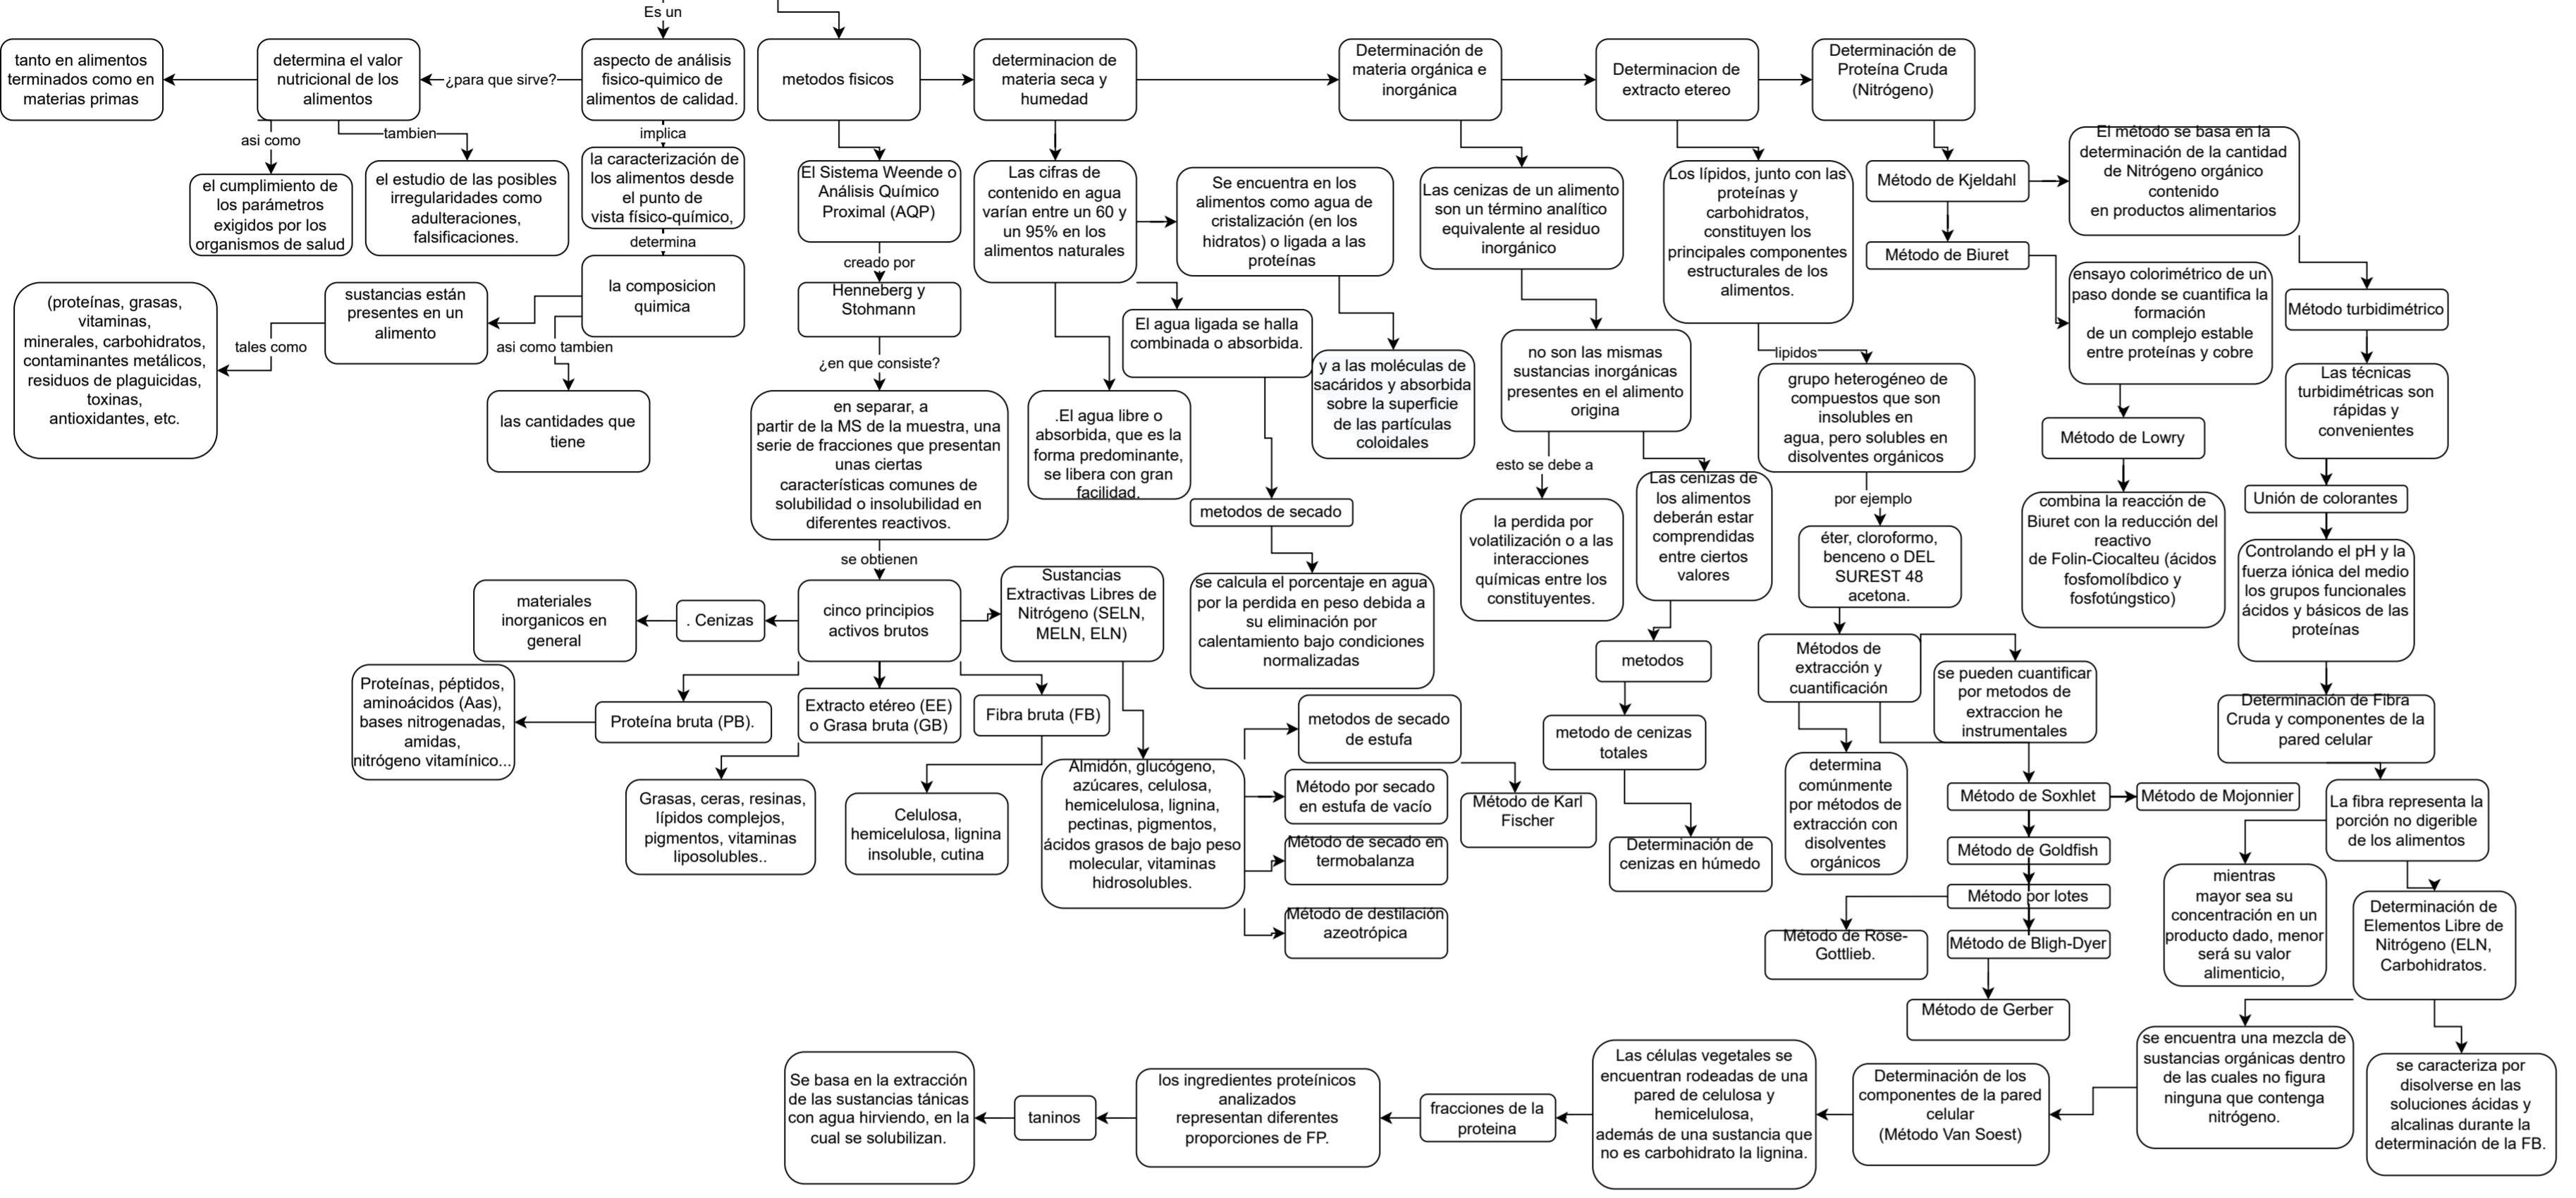 Es un
tanto en alimentos
terminados como en
materias primas
determina el valor
nutricional de los
alimentos
¿para que sirve?
aspecto de análisis
fisico-quimico de
alimentos de calidad.
metodos fisicos
determinacion de
materia seca y
humedad
Determinación de
materia orgánica e
inorgánica
Determinacion de
extracto etereo
Determinación de
Proteína Cruda
(Nitrógeno)
asi como
tambien
implica
el cumplimiento de
los parámetros
exigidos por los
organismos de salud
el estudio de las posibles
irregularidades como
adulteraciones,
falsificaciones.
la caracterización de
los alimentos desde
el punto de
vista físico-químico,
determina
la composicion
quimica
sustancias están
presentes en un
alimento
tales como
(proteínas, grasas,
vitaminas,
minerales, carbohidratos,
contaminantes metálicos,
residuos de plaguicidas,
toxinas,
antioxidantes, etc.
asi como tambien
las cantidades que
tiene
El Sistema Weende o
Análisis Químico
Proximal (AQP)
creado por
Henneberg y
Stohmann
¿en que consiste?
en separar, a
partir de la MS de la muestra, una
serie de fracciones que presentan
unas ciertas
características comunes de
solubilidad o insolubilidad en
diferentes reactivos.
se obtienen
cinco principios
activos brutos
. Cenizas
materiales
inorganicos en
general
Proteína bruta (PB).
Proteínas, péptidos,
aminoácidos (Aas),
bases nitrogenadas,
amidas,
nitrógeno vitamínico...
Extracto etéreo (EE)
o Grasa bruta (GB)
Grasas, ceras, resinas,
lípidos complejos,
pigmentos, vitaminas
liposolubles..
Fibra bruta (FB)
Celulosa,
hemicelulosa, lignina
insoluble, cutina
Sustancias
Extractivas Libres de
Nitrógeno (SELN,
MELN, ELN)
Almidón, glucógeno,
azúcares, celulosa,
hemicelulosa, lignina,
pectinas, pigmentos,
ácidos grasos de bajo peso
molecular, vitaminas
hidrosolubles.
Las cifras de
contenido en agua
varían entre un 60 y
un 95% en los
alimentos naturales
Se encuentra en los
alimentos como agua de
cristalización (en los
hidratos) o ligada a las
proteínas
El agua ligada se halla
combinada o absorbida.
.El agua libre o
absorbida, que es la
forma predominante,
se libera con gran
facilidad.
y a las moléculas de
sacáridos y absorbida
sobre la superficie
de las partículas
coloidales
metodos de secado
se calcula el porcentaje en agua
por la perdida en peso debida a
su eliminación por
calentamiento bajo condiciones
normalizadas
metodos de secado
de estufa
Método por secado
en estufa de vacío
Método de secado en
termobalanza
Método de destilación
azeotrópica
Método de Karl
Fischer
Las cenizas de un alimento
son un término analítico
equivalente al residuo
inorgánico
no son las mismas
sustancias inorgánicas
presentes en el alimento
origina
esto se debe a
la perdida por
volatilización o a las
interacciones
químicas entre los
constituyentes.
Las cenizas de
los alimentos
deberán estar
comprendidas
entre ciertos
valores
metodos
metodo de cenizas
totales
Determinación de
cenizas en húmedo
Los lípidos, junto con las
proteínas y
carbohidratos,
constituyen los
principales componentes
estructurales de los
alimentos.
lipidos
grupo heterogéneo de
compuestos que son
insolubles en
agua, pero solubles en
disolventes orgánicos
por ejemplo
éter, cloroformo,
benceno o DEL
SUREST 48
acetona.
Métodos de
extracción y
cuantificación
se pueden cuantificar
por metodos de
extraccion he
instrumentales
determina
comúnmente
por métodos de
extracción con
disolventes
orgánicos
Método de Soxhlet
Método de Mojonnier
Método de Goldfish
Método por lotes
Método de Rose-
Gottlieb.
Método de Bligh-Dyer
Método de Gerber
Método de Kjeldahl
El método se basa en la
determinación de la cantidad
de Nitrógeno orgánico
contenido
en productos alimentarios
Método de Biuret
ensayo colorimétrico de un
paso donde se cuantifica la
formación
de un complejo estable
entre proteínas y cobre
Método de Lowry
combina la reacción de
Biuret con la reducción del
reactivo
de Folin-Ciocalteu (ácidos
fosfomolíbdico y
fosfotúngstico)
Método turbidimétrico
Las técnicas
turbidimétricas son
rápidas y
convenientes
Unión de colorantes
Controlando el pH y la
fuerza iónica del medio
los grupos funcionales
ácidos y básicos de las
proteínas
Determinación de Fibra
Cruda y componentes de la
pared celular
La fibra representa la
porción no digerible
de los alimentos
mientras
mayor sea su
concentración en un
producto dado, menor
será su valor
alimenticio,
Determinación de
Elementos Libre de
Nitrógeno (ELN,
Carbohidratos.
se encuentra una mezcla de
sustancias orgánicas dentro
de las cuales no figura
ninguna que contenga
nitrógeno.
se caracteriza por
disolverse en las
soluciones ácidas y
alcalinas durante la
determinación de la FB.
Determinación de los
componentes de la pared
celular
(Método Van Soest)
Las células vegetales se
encuentran rodeadas de una
pared de celulosa y
hemicelulosa,
además de una sustancia que
no es carbohidrato la lignina.
fracciones de la
proteina
los ingredientes proteínicos
analizados
representan diferentes
proporciones de FP.
taninos
Se basa en la extracción
de las sustancias tánicas
con agua hirviendo, en la
cual se solubilizan.